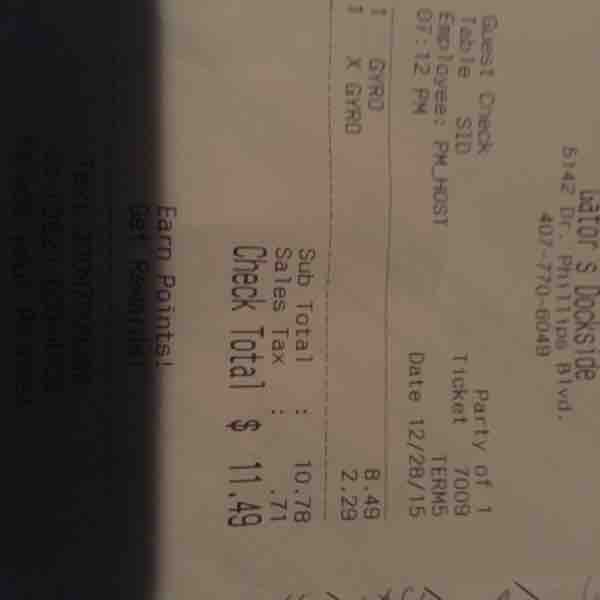 Gator's Dockside
5142 Dr. Phillips Blvd.
407-770-6049
Guest Check Party of 1
Table SID Ticket 7009
Employee: PM_HOST TERM5
07:12 PM Date 12/28/15
1 GYRO 8.49
1 X GYRO 2.29
Sub Total : 10.78
Sales Tax : .71
Check Total $ 11.49
Earn Points!
Get Rewards!